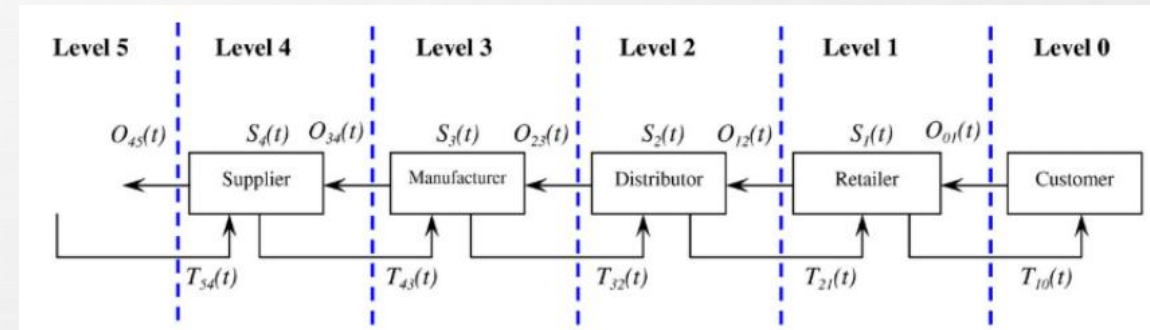 Level 5 Level 4 Level 3 Level 2 Level 1 Level 0
O45(t) S4(t) O34(t) S3(t) O23(t) S2(t) O12(t) S1(t) O01(t)
Supplier Manufacturer Distributor Retailer Customer
T54(t) T43(t) T32(t) T21(t) T10(t)